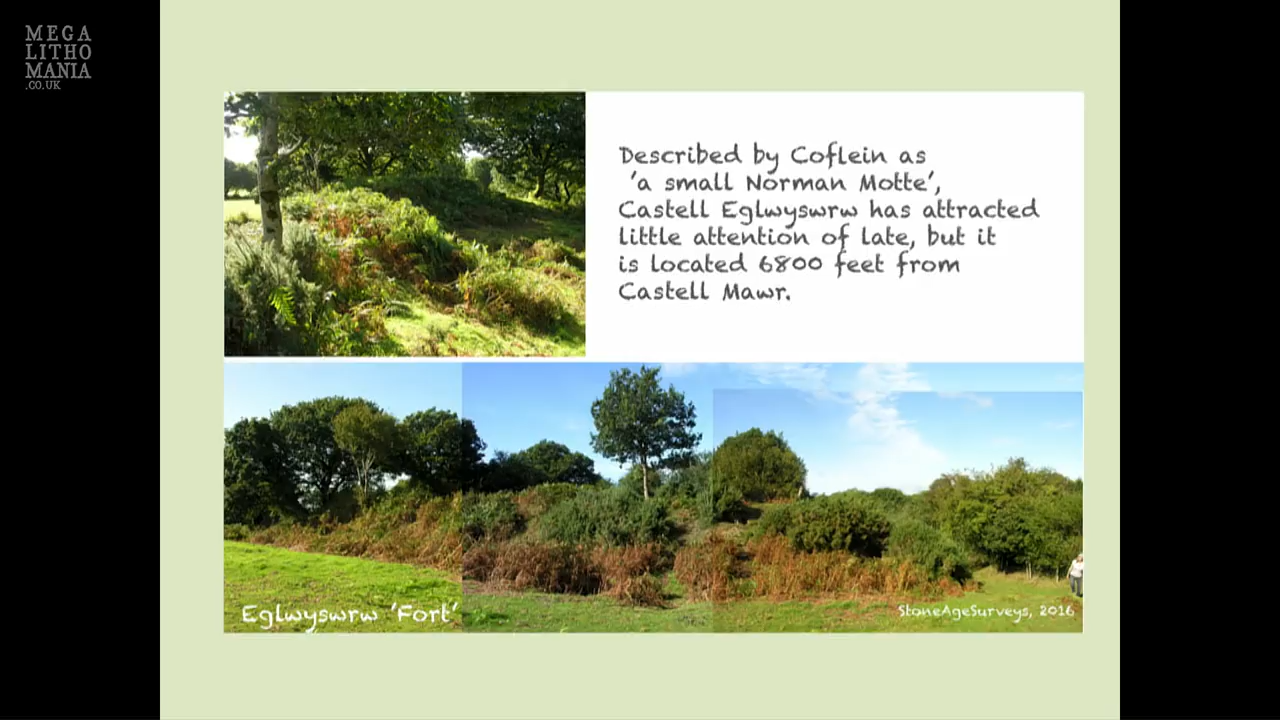 MEGA
LITHO
MANIA
.CO.UK
Described by Coflein as
'a small Norman Motte',
Castell Eglwyswrw has attracted
little attention of late, but it
is located 6800 feet from
Castell Mawr.
Eglwyswrw 'Fort'
StoneAgeSurveys, 2016